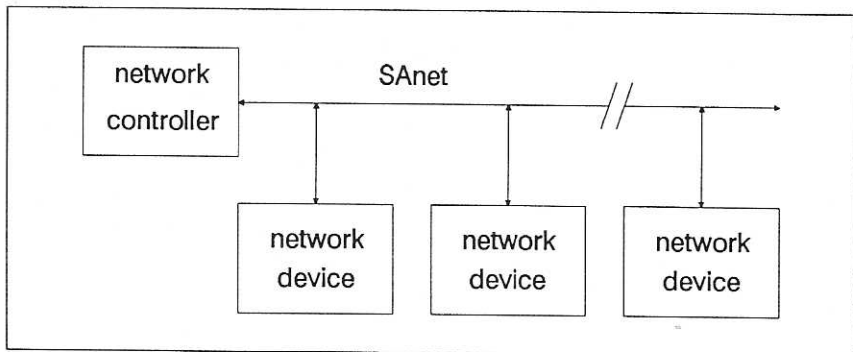 network
controller
SAnet
network
device
network
device
network
device